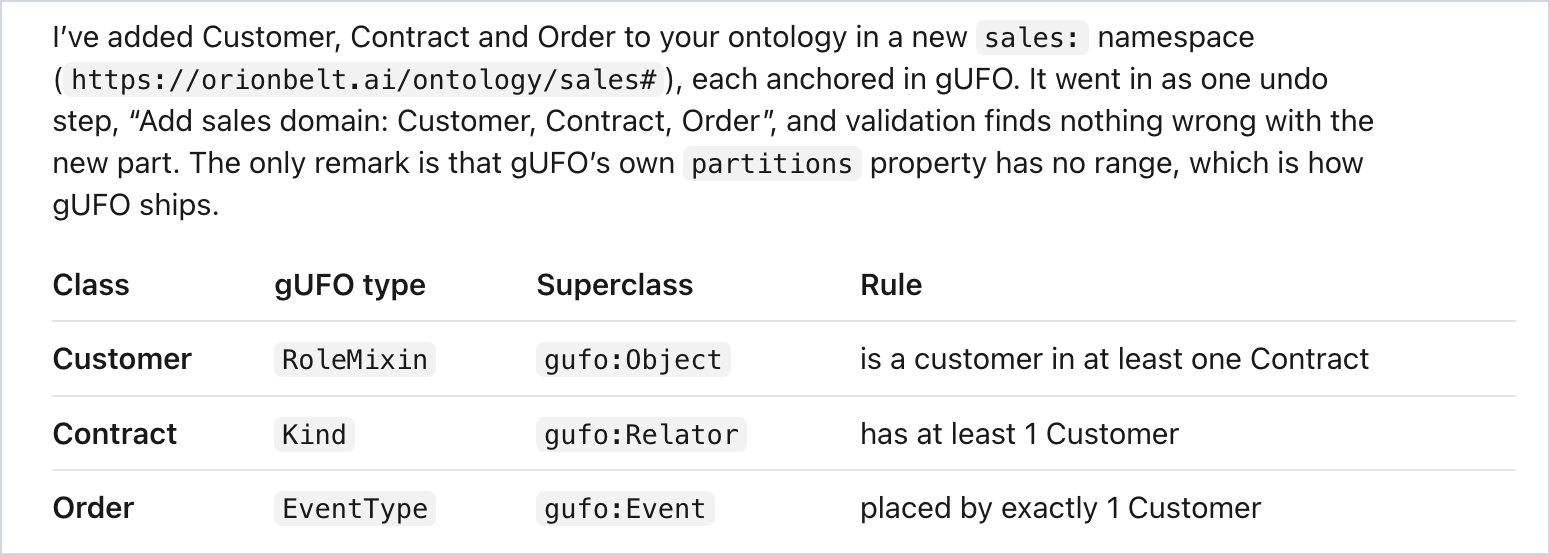 I’ve added Customer, Contract and Order to your ontology in a new sales: namespace
(https://orionbelt.ai/ontology/sales#), each anchored in gUFO. It went in as one undo
step, “Add sales domain: Customer, Contract, Order”, and validation finds nothing wrong with the
new part. The only remark is that gUFO’s own partitions property has no range, which is how
gUFO ships.
Class gUFO type Superclass Rule
Customer RoleMixin gufo:Object is a customer in at least one Contract
Contract Kind gufo:Relator has at least 1 Customer
Order EventType gufo:Event placed by exactly 1 Customer